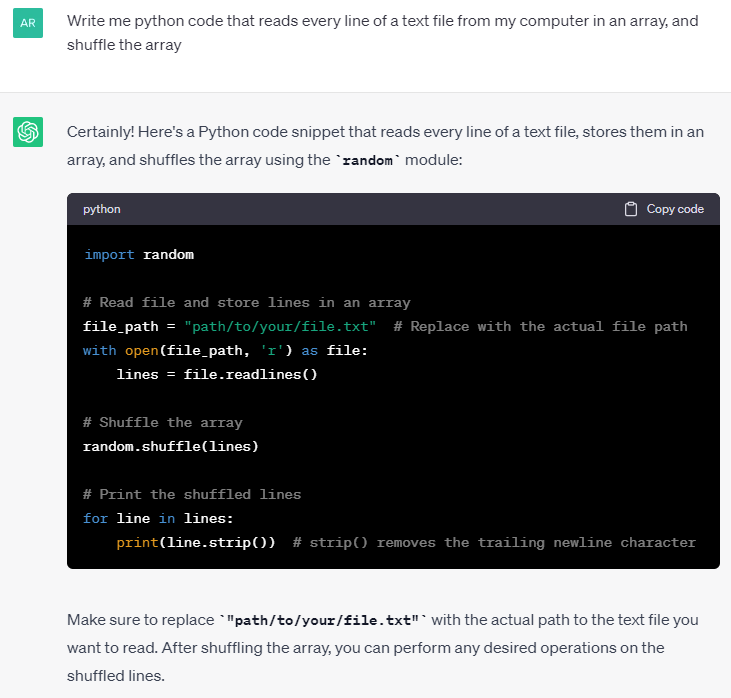 AR
Write me python code that reads every line of a text file from my computer in an array, and
shuffle the array
Certainly! Here's a Python code snippet that reads every line of a text file, stores them in an
array, and shuffles the array using the `random` module:
python
Copy code
import random
# Read file and store lines in an array
file_path = "path/to/your/file.txt"  # Replace with the actual file path
with open(file_path, 'r') as file:
    lines = file.readlines()
# Shuffle the array
random.shuffle(lines)
# Print the shuffled lines
for line in lines:
    print(line.strip())  # strip() removes the trailing newline character
Make sure to replace `"path/to/your/file.txt"` with the actual path to the text file you
want to read. After shuffling the array, you can perform any desired operations on the
shuffled lines.